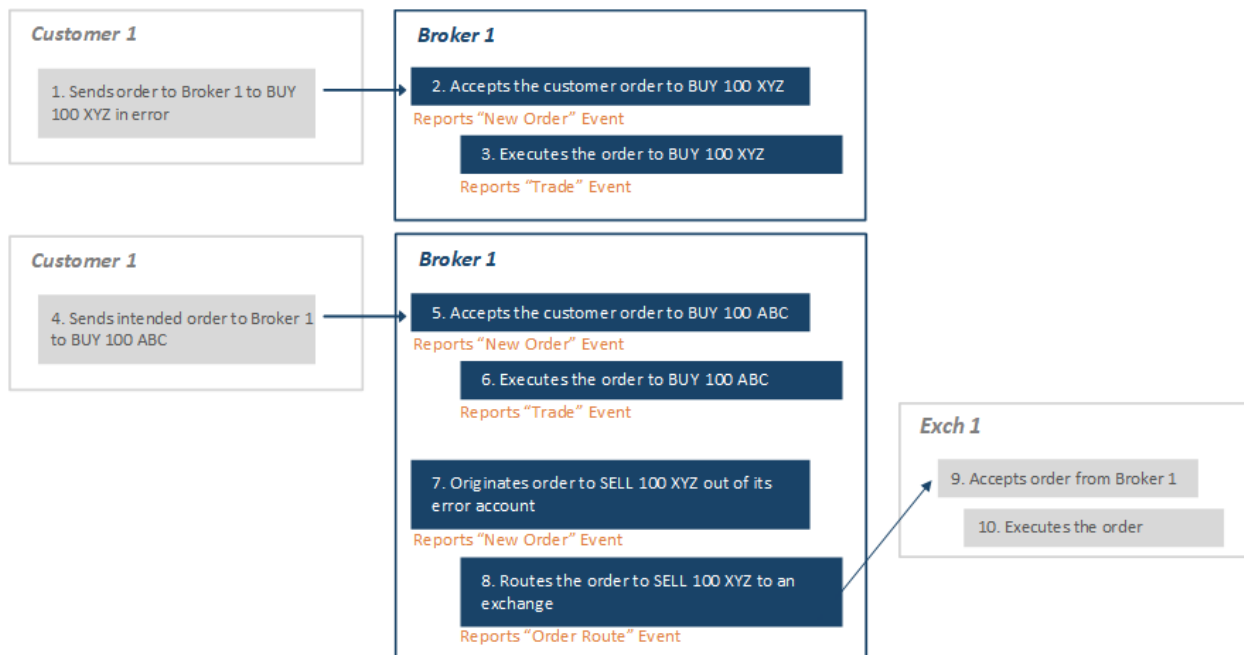 Customer 1
1. Sends order to Broker 1 to BUY
100 XYZ in error
Broker 1
2. Accepts the customer order to BUY 100 XYZ
Reports “New Order” Event
3. Executes the order to BUY 100 XYZ
Reports “Trade” Event
Customer 1
4. Sends intended order to Broker 1
to BUY 100 ABC
Broker 1
5. Accepts the customer order to BUY 100 ABC
Reports “New Order” Event
6. Executes the order to BUY 100 ABC
Reports “Trade” Event
7. Originates order to SELL 100 XYZ out of its
error account
Reports “New Order” Event
8. Routes the order to SELL 100 XYZ to an
exchange
Reports “Order Route” Event
Exch 1
9. Accepts order from Broker 1
10. Executes the order